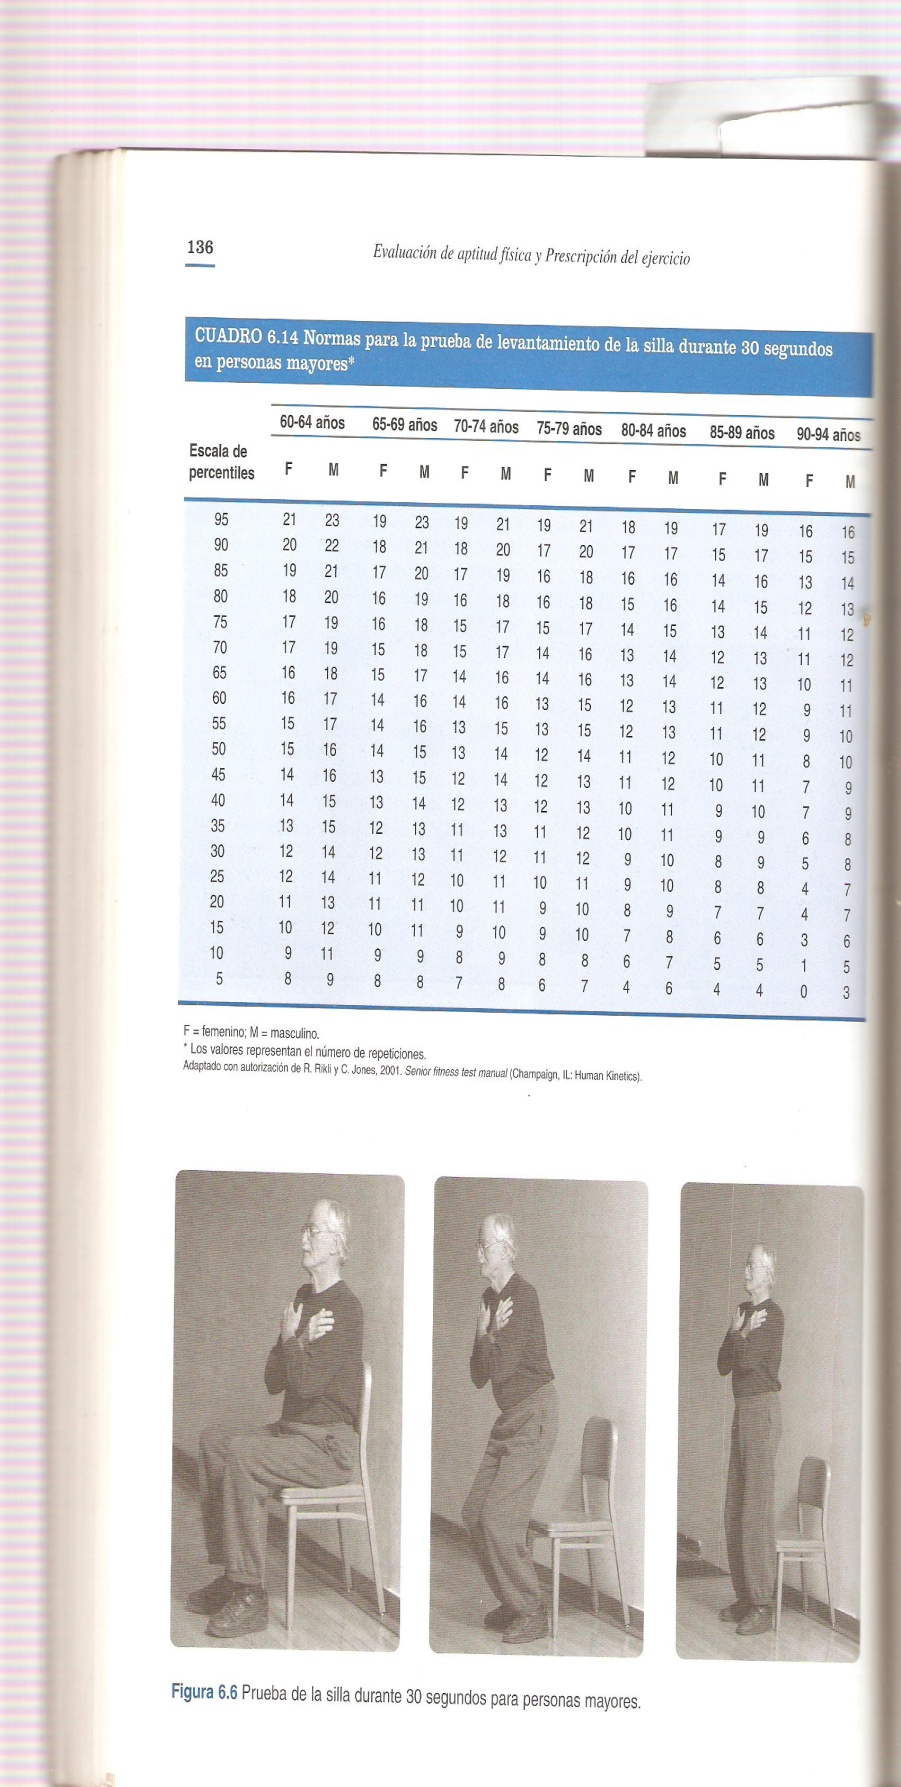 136
Evaluación de aptitud física y Prescripción del ejercicio
CUADRO 6.14 Normas para la prueba de levantamiento de la silla durante 30 segundos
en personas mayores*
60-64 años 65-69 años 70-74 años 75-79 años 80-84 años 85-89 años 90-94 años
Escala de
percentiles F M F M F M F M F M F M F M
95 21 23 19 23 19 21 19 21 18 19 17 19 16 16
90 20 22 18 21 18 20 17 20 17 17 15 17 15 15
85 19 21 17 20 17 19 16 18 16 16 14 16 13 14
80 18 20 16 19 16 18 16 18 15 16 14 15 12 13
75 17 19 16 18 15 17 15 17 14 15 13 14 11 12
70 17 19 15 18 15 17 14 16 13 14 12 13 11 12
65 16 18 15 17 14 16 14 16 13 14 12 13 10 11
60 16 17 14 16 14 16 13 15 12 13 11 12 9 11
55 15 17 14 16 13 15 13 15 12 13 11 12 9 10
50 15 16 14 15 13 14 12 14 11 12 10 11 8 10
45 14 16 13 15 12 14 12 13 11 12 10 11 7 9
40 14 15 13 14 12 13 12 13 10 11 9 10 7 9
35 13 15 12 13 11 13 11 12 10 11 9 9 6 8
30 12 14 12 13 11 12 11 12 9 10 8 9 5 8
25 12 14 11 12 10 11 10 11 9 10 8 8 4 7
20 11 13 11 11 10 11 9 10 8 9 7 7 4 7
15 10 12 10 11 9 10 9 10 7 8 6 6 3 6
10 9 11 9 9 8 9 8 8 6 7 5 5 1 5
5 8 9 8 8 7 8 6 7 4 6 4 4 0 3
F = femenino; M = masculino.
* Los valores representan el número de repeticiones.
Adaptado con autorización de R. Rikli y C. Jones, 2001. Senior fitness test manual (Champaign, IL: Human Kinetics).
Figura 6.6 Prueba de la silla durante 30 segundos para personas mayores.